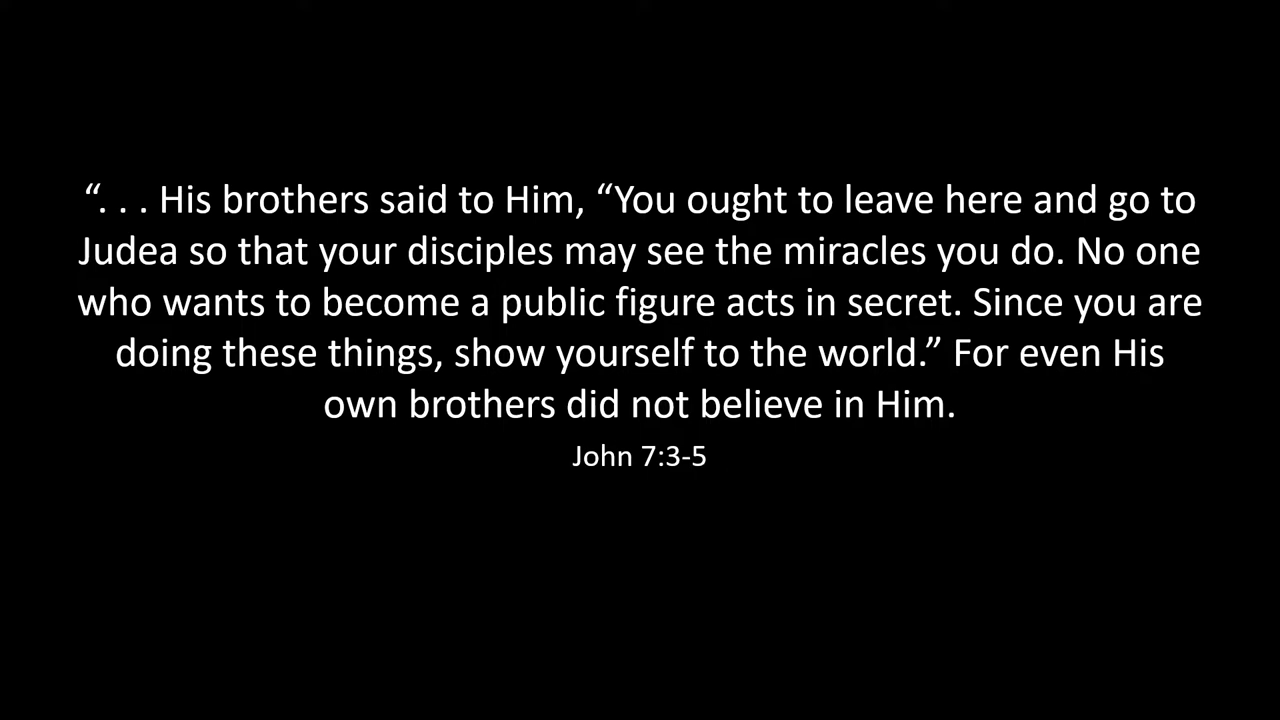 “. . . His brothers said to Him, “You ought to leave here and go to
Judea so that your disciples may see the miracles you do. No one
who wants to become a public figure acts in secret. Since you are
doing these things, show yourself to the world.” For even His
own brothers did not believe in Him.
John 7:3-5